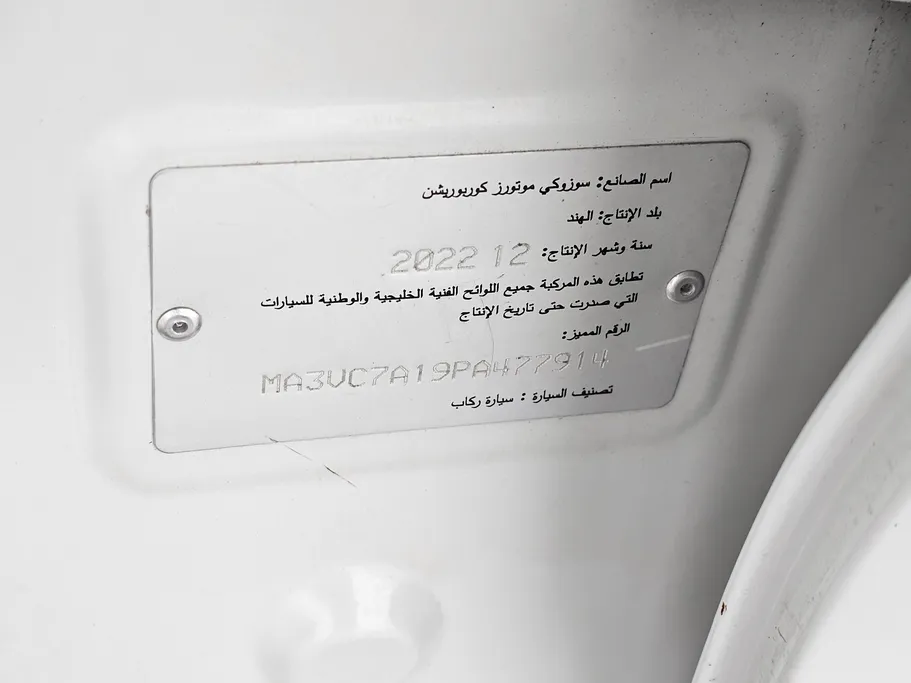 اسم الصانع: سوزوكي موتورز كوربوريشن
بلد الإنتاج: الهند
سنة وشهر الإنتاج: 12 2022
تطابق هذه المركبة جميع اللوائح الفنية الخليجية والوطنية للسيارات
التي صدرت حتى تاريخ الإنتاج
الرقم المميز:
MA3VC7A19PA477914
تصنيف السيارة : سيارة ركاب